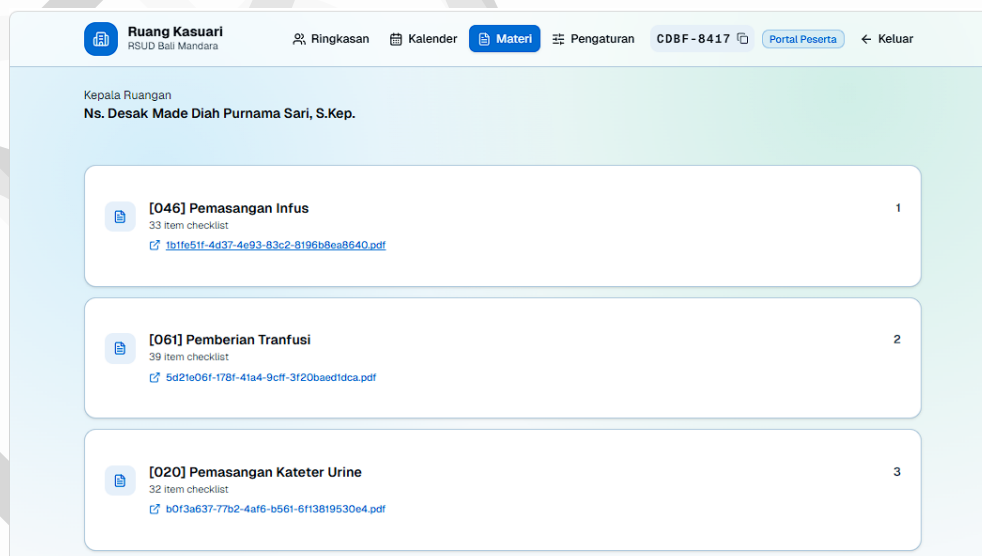 Ruang Kasuari
RSUD Bali Mandara
Ringkasan
Kalender
Materi
Pengaturan
CDBF-8417
Portal Peserta
Keluar
Kepala Ruangan
Ns. Desak Made Diah Purnama Sari, S.Kep.
[046] Pemasangan Infus
1
33 item checklist
1b1fe51f-4d37-4e93-83c2-8196b8ea8640.pdf
[061] Pemberian Tranfusi
2
39 item checklist
5d21e06f-178f-41a4-9cff-3f20baed1dca.pdf
[020] Pemasangan Kateter Urine
3
32 item checklist
b0f3a637-77b2-4af6-b561-6f13819530e4.pdf